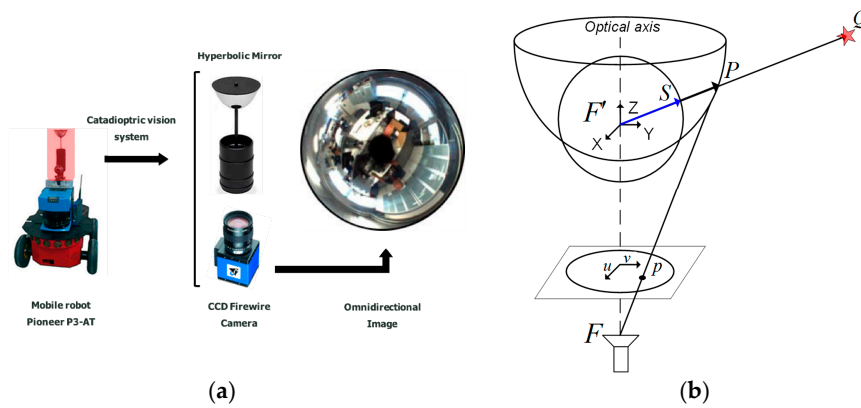 Hyperbolic Mirror
Catadioptric vision
system
Mobile robot
Pioneer P3-AT
CCD Firewire
Camera
Omnidirectional
Image
(a)
Optical axis
Q
P
S
F'
Z
X
Y
u
v
p
F
(b)